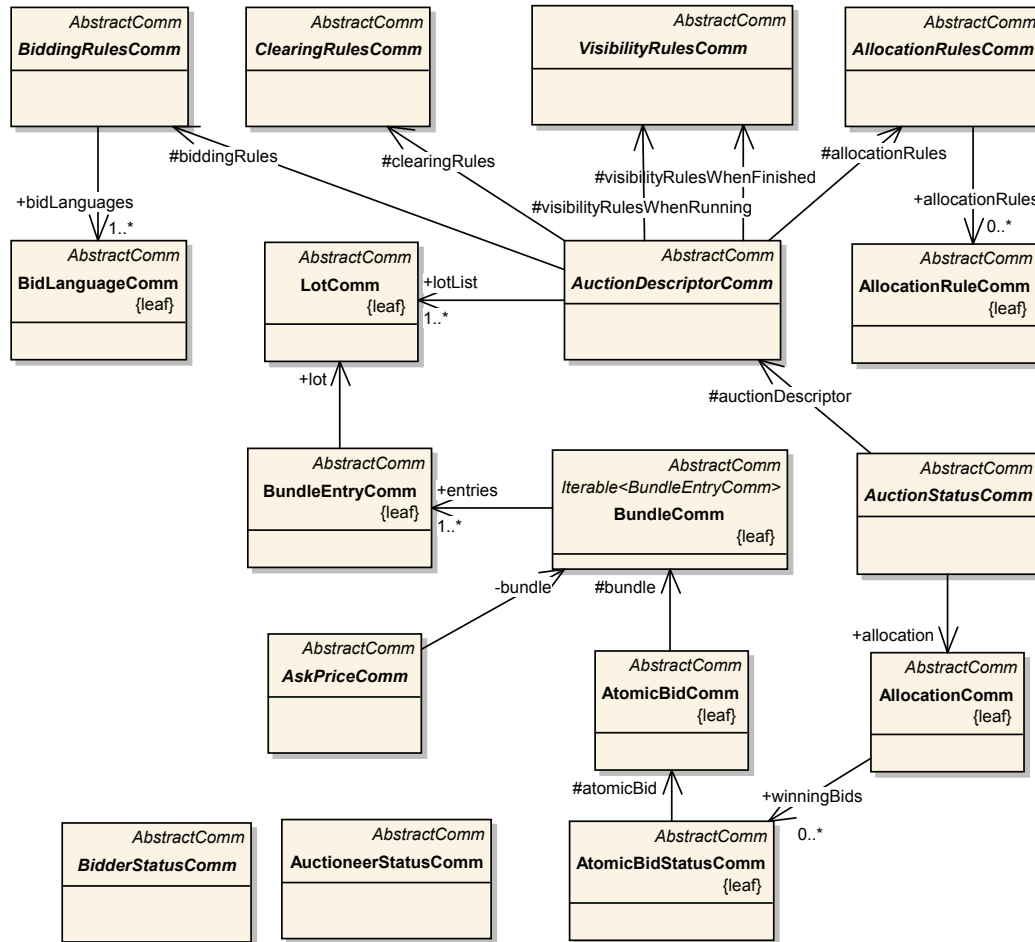 AbstractComm
BiddingRulesComm
AbstractComm
ClearingRulesComm
AbstractComm
VisibilityRulesComm
AbstractComm
AllocationRulesComm
#biddingRules
#clearingRules
#visibilityRulesWhenFinished
#visibilityRulesWhenRunning
#allocationRules
+bidLanguages
1..*
+allocationRules
0..*
AbstractComm
BidLanguageComm
{leaf}
AbstractComm
LotComm
{leaf}
+lotList
1..*
AbstractComm
AuctionDescriptorComm
AbstractComm
AllocationRuleComm
{leaf}
+lot
#auctionDescriptor
AbstractComm
BundleEntryComm
{leaf}
+entries
1..*
AbstractComm
Iterable<BundleEntryComm>
BundleComm
{leaf}
AbstractComm
AuctionStatusComm
-bundle
#bundle
+allocation
AbstractComm
AskPriceComm
AbstractComm
AtomicBidComm
{leaf}
AbstractComm
AllocationComm
{leaf}
#atomicBid
+winningBids
0..*
AbstractComm
BidderStatusComm
AbstractComm
AuctioneerStatusComm
AbstractComm
AtomicBidStatusComm
{leaf}